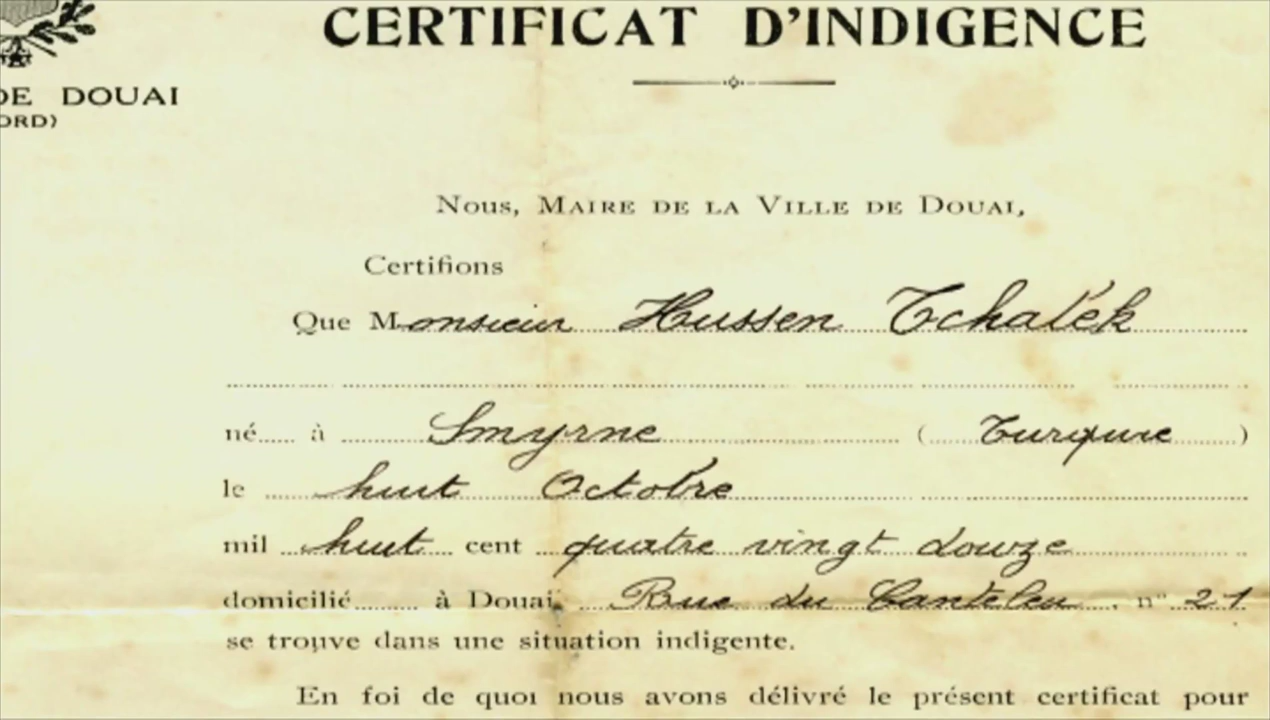 CERTIFICAT D'INDIGENCE
DE DOUAI
ORD)
Nous, MAIRE DE LA VILLE DE DOUAI,
Certifions
Que Monsieur Hussen Tchalék
né à Smyrne ( Turquie )
le huit Octobre
mil huit cent quatre vingt douze
domicilié à Douai, Rue du Canteleu, n° 21
se trouve dans une situation indigente.
En foi de quoi nous avons délivré le présent certificat pour